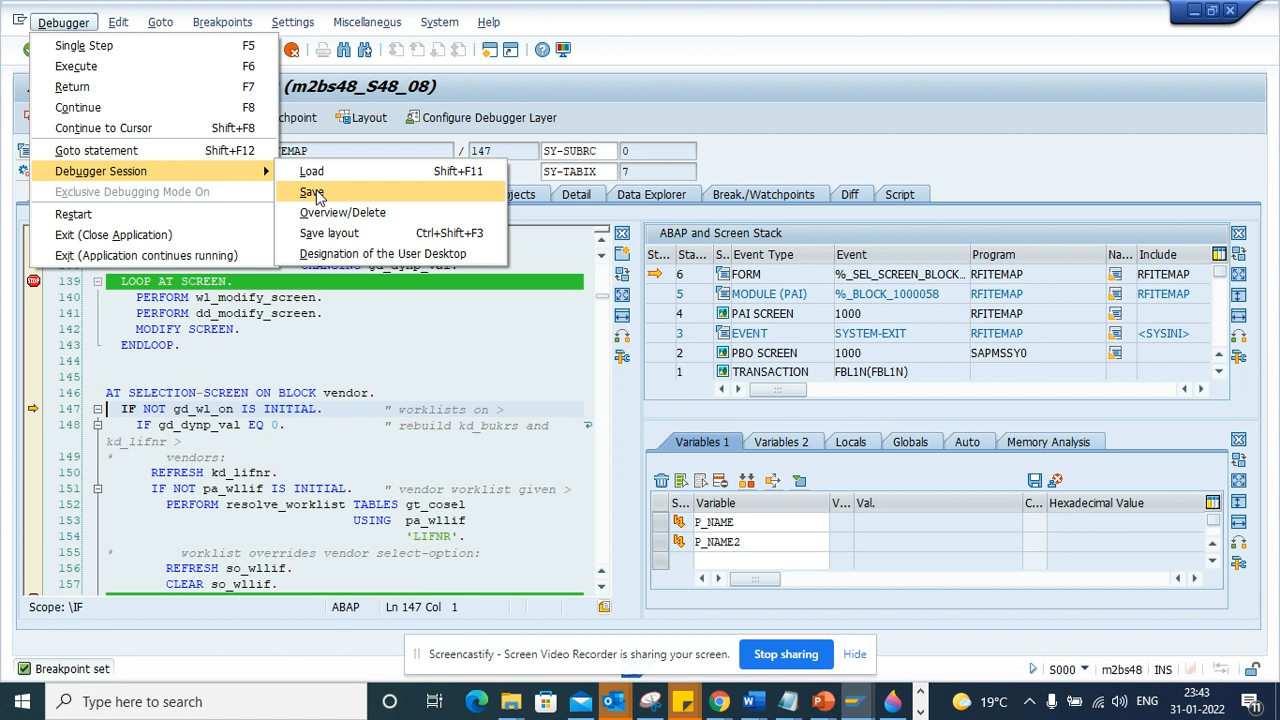 Debugger Edit Goto Breakpoints Settings Miscellaneous System Help
Single Step F5
Execute F6
Return F7
Continue F8
Continue to Cursor Shift+F8
Goto statement Shift+F12
Debugger Session
Exclusive Debugging Mode On
Restart
Exit (Close Application)
Exit (Application continues running)
Load Shift+F11
Save
Overview/Delete
Save layout Ctrl+Shift+F3
Designation of the User Desktop
(m2bs48_S48_08)
Layout Configure Debugger Layer
/ 147 SY-SUBRC 0
SY-TABIX 7
Detail Data Explorer Break./Watchpoints Diff Script
139 LOOP AT SCREEN.
140 PERFORM wl_modify_screen.
141 PERFORM dd_modify_screen.
142 MODIFY SCREEN.
143 ENDLOOP.
144
145
146 AT SELECTION-SCREEN ON BLOCK vendor.
147 IF NOT gd_wl_on IS INITIAL. " worklists on >
148 IF gd_dynp_val EQ 0. " rebuild kd_bukrs and
kd_lifnr >
149 * vendors:
150 REFRESH kd_lifnr.
151 IF NOT pa_wllif IS INITIAL. " vendor worklist given >
152 PERFORM resolve_worklist TABLES gt_cosel
153 USING pa_wllif
154 'LIFNR'.
155 * worklist overrides vendor select-option:
156 REFRESH so_wllif.
157 CLEAR so_wllif.
Scope: \IF ABAP Ln 147 Col 1
ABAP and Screen Stack
St... Sta... S... Event Type Event Program Na... Include
6 FORM %_SEL_SCREEN_BLOCK... RFITEMAP RFITEMAP
5 MODULE (PAI) %_BLOCK_1000058 RFITEMAP RFITEMAP
4 PAI SCREEN 1000 RFITEMAP
3 EVENT SYSTEM-EXIT RFITEMAP <SYSINI>
2 PBO SCREEN 1000 SAPMSSY0
1 TRANSACTION FBL1N(FBL1N)
Variables 1 Variables 2 Locals Globals Auto Memory Analysis
S... Variable V... Val. C... Hexadecimal Value
P_NAME
P_NAME2
Screencastify - Screen Video Recorder is sharing your screen. Stop sharing Hide
Breakpoint set
S000 m2bs48 INS
Type here to search
19°C ENG
23:43
31-01-2022
11